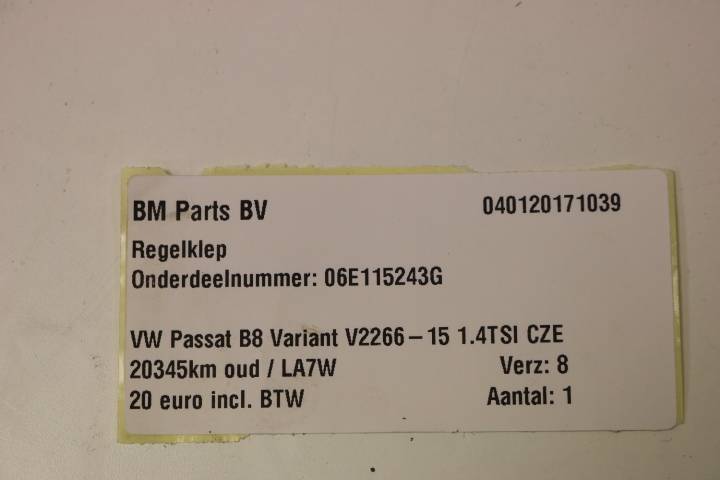 BM Parts BV 040120171039
Regelklep
Onderdeelnummer: 06E115243G
VW Passat B8 Variant V2266-15 1.4TSI CZE
20345km oud / LA7W Verz: 8
20 euro incl. BTW Aantal: 1